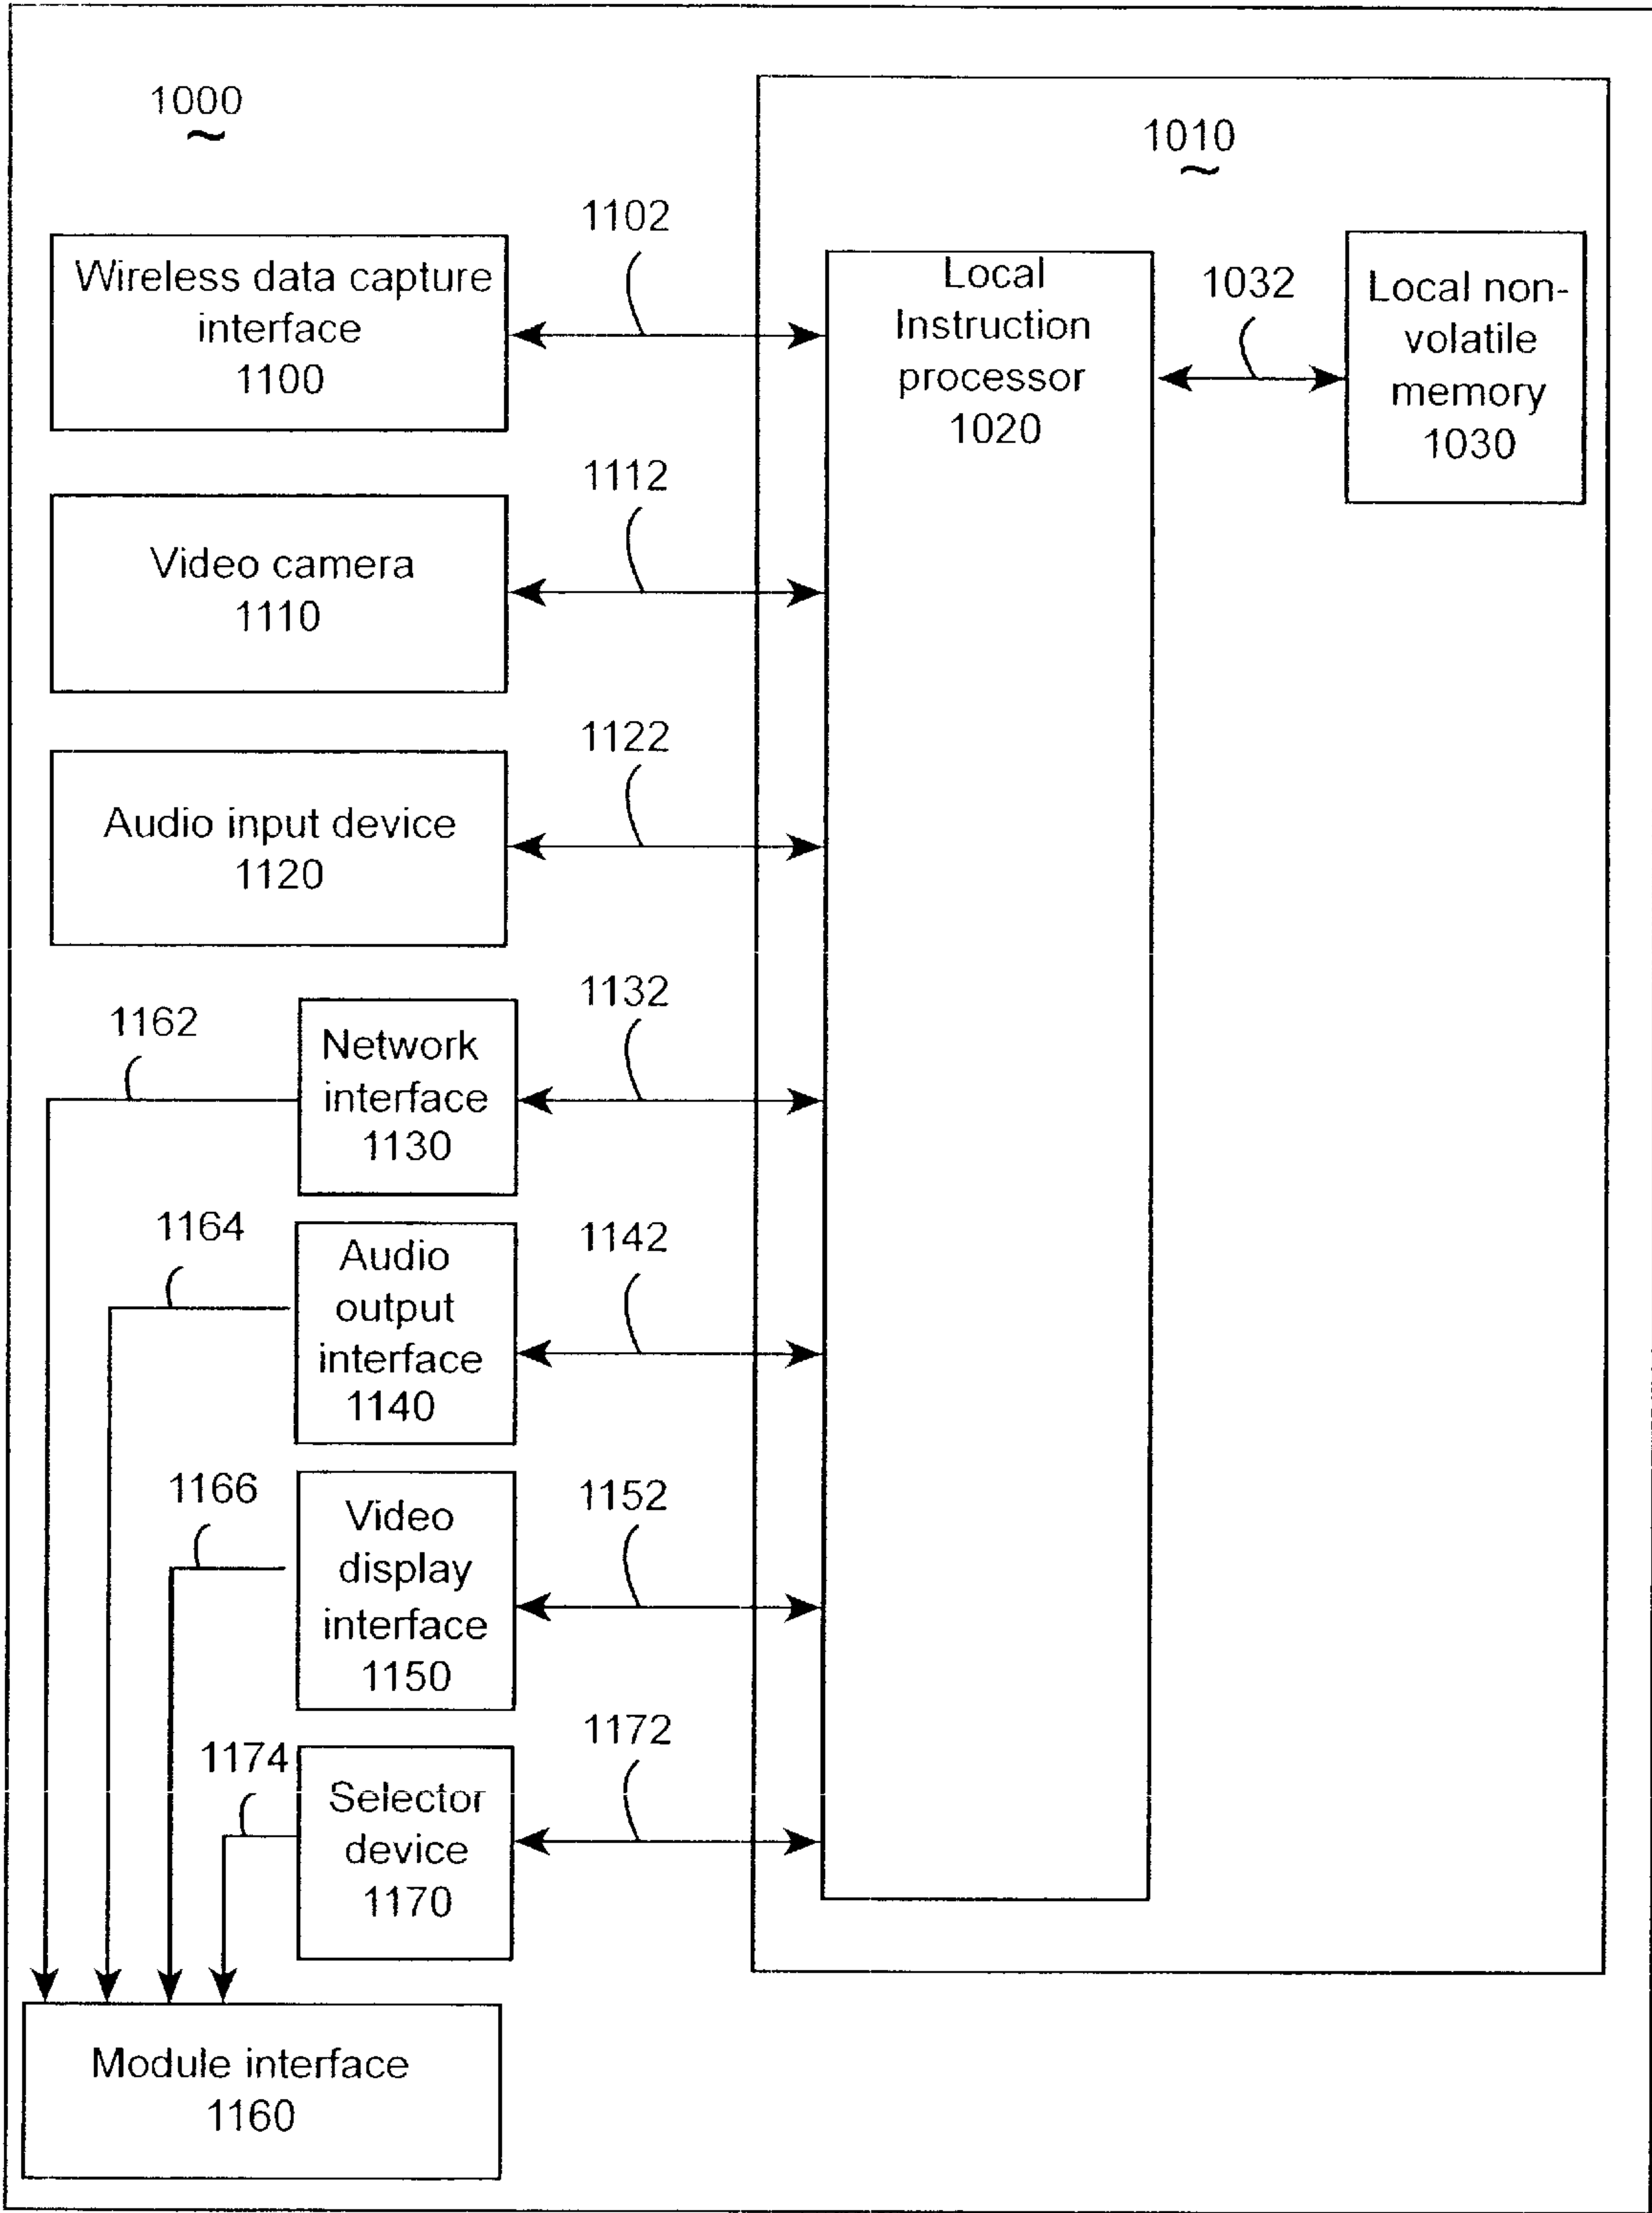 1000
1010
1102
Wireless data capture
interface
1100
Local
Instruction
processor
1020
1032
Local non-
volatile
memory
1030
1112
Video camera
1110
1122
Audio input device
1120
1132
1162
Network
interface
1130
1164
Audio
output
interface
1140
1142
1166
Video
display
interface
1150
1152
1174
Selector
device
1170
1172
Module interface
1160